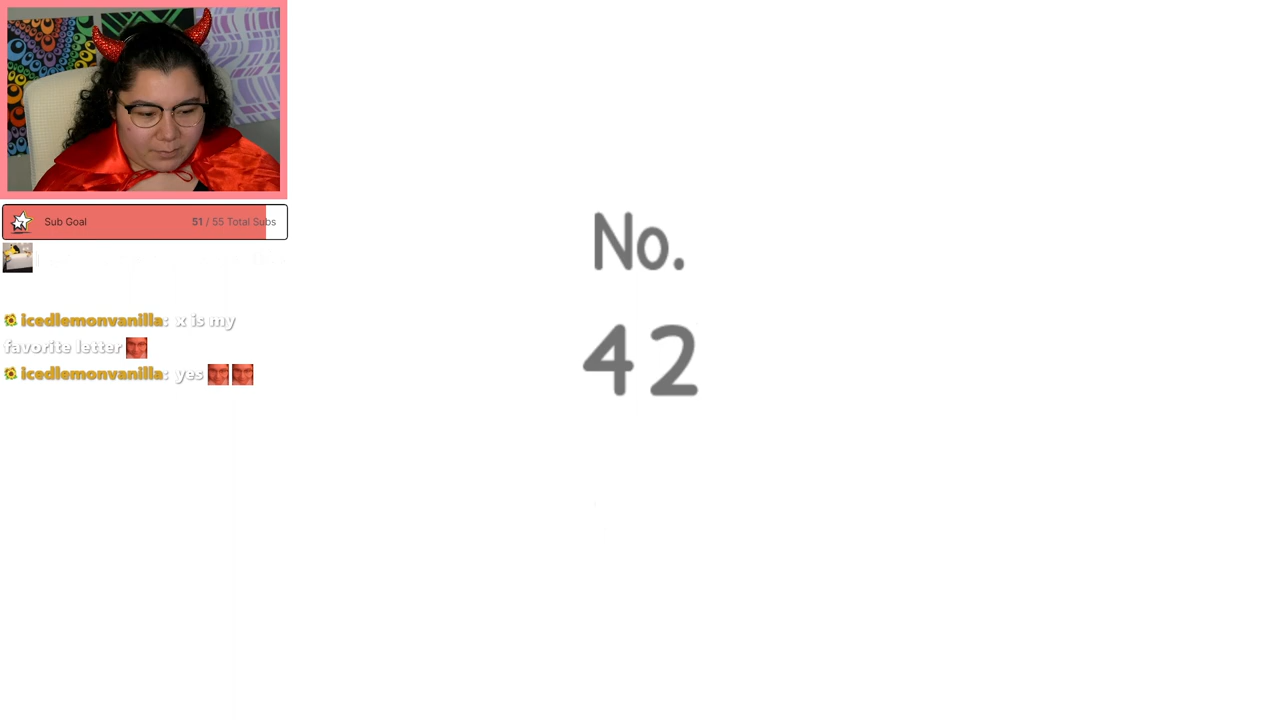 Sub Goal 51 / 55 Total Subs
icedlemonvanilla: x is my
favorite letter
icedlemonvanilla: yes
No.
42